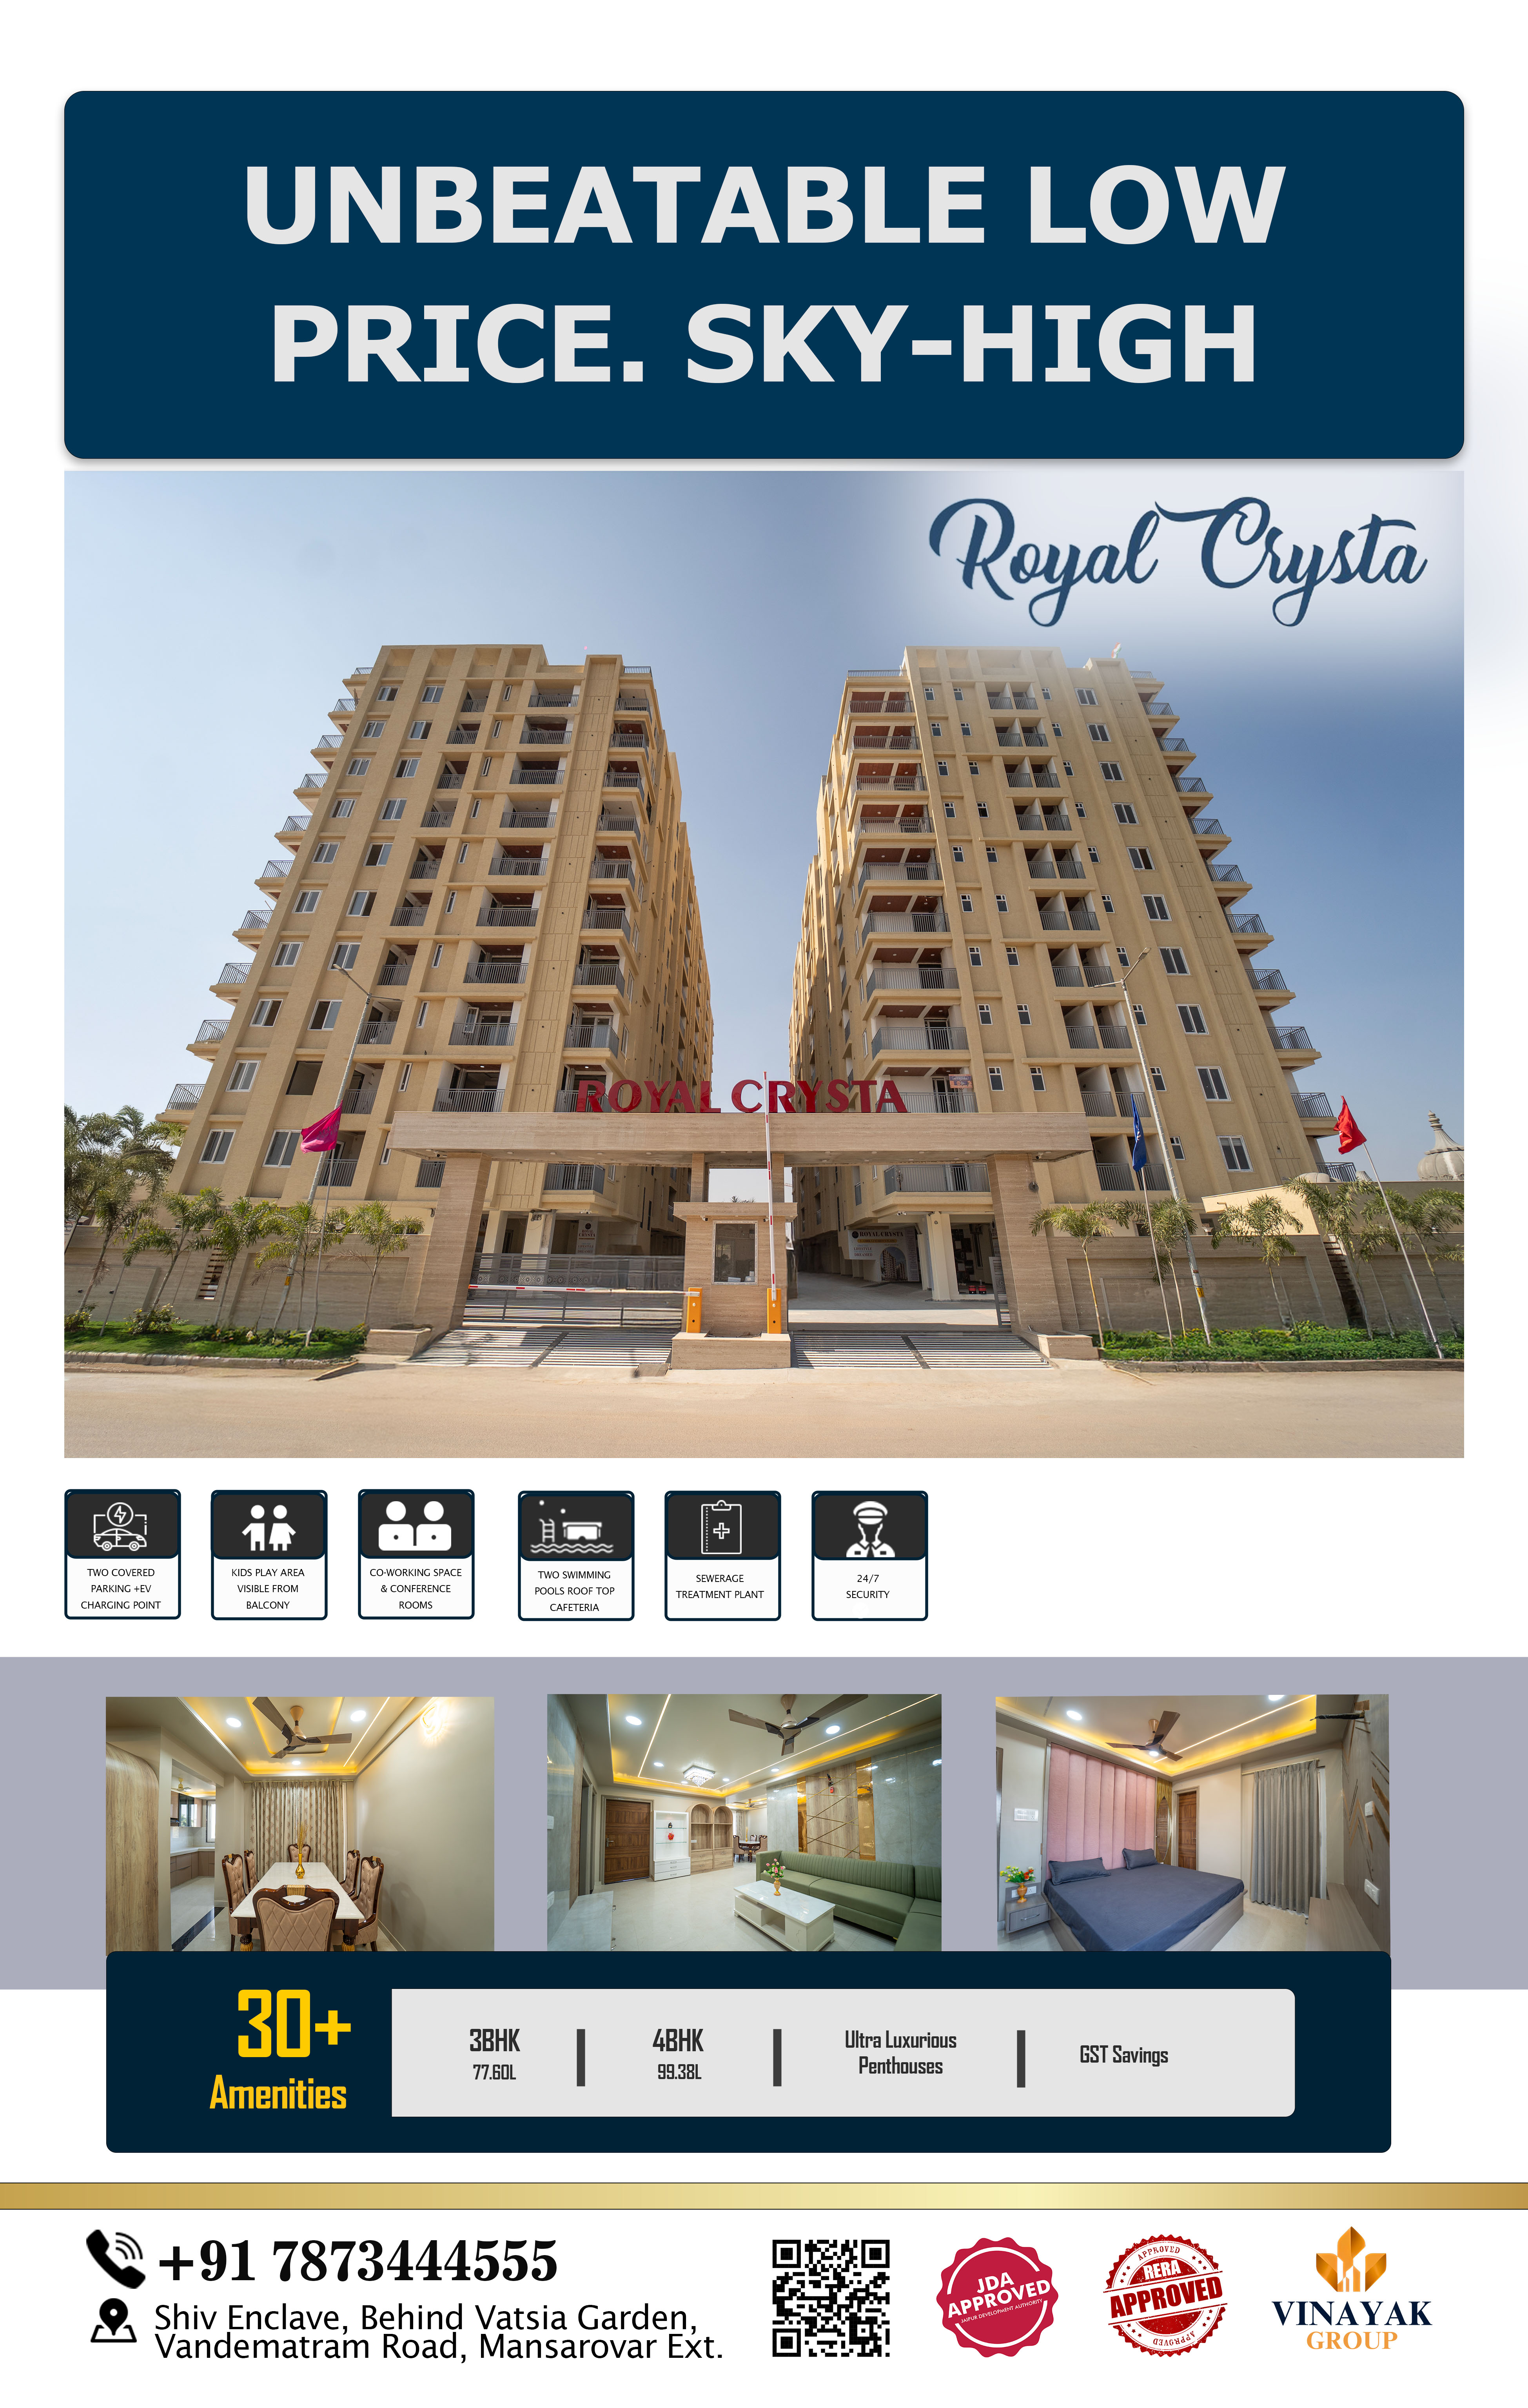 UNBEATABLE LOW
PRICE. SKY-HIGH
Royal Crysta
ROYAL CRYSTA
ROYAL CRYSTA
TWO COVERED
PARKING +EV
CHARGING POINT
KIDS PLAY AREA
VISIBLE FROM
BALCONY
CO-WORKING SPACE
& CONFERENCE
ROOMS
TWO SWIMMING
POOLS ROOF TOP
CAFETERIA
SEWERAGE
TREATMENT PLANT
24/7
SECURITY
30+
Amenities
3BHK
77.60L
4BHK
99.38L
Ultra Luxurious
Penthouses
GST Savings
+91 7873444555
Shiv Enclave, Behind Vatsia Garden,
Vandematram Road, Mansarovar Ext.
JDA
APPROVED
JAIPUR DEVELOPMENT AUTHORITY
APPROVED
RERA
APPROVED
APPROVED
VINAYAK
GROUP